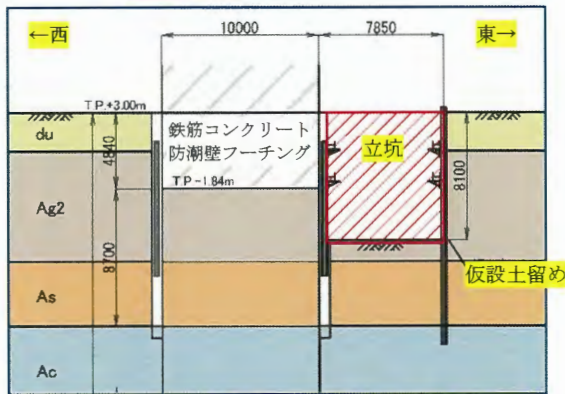 10000
7850
←西
東→
T.P.+3.00m
du
鉄筋コンクリート
防潮壁フーチング
立坑
4840
T.P-1.84m
8100
Ag2
8700
仮設土留め
As
Ac